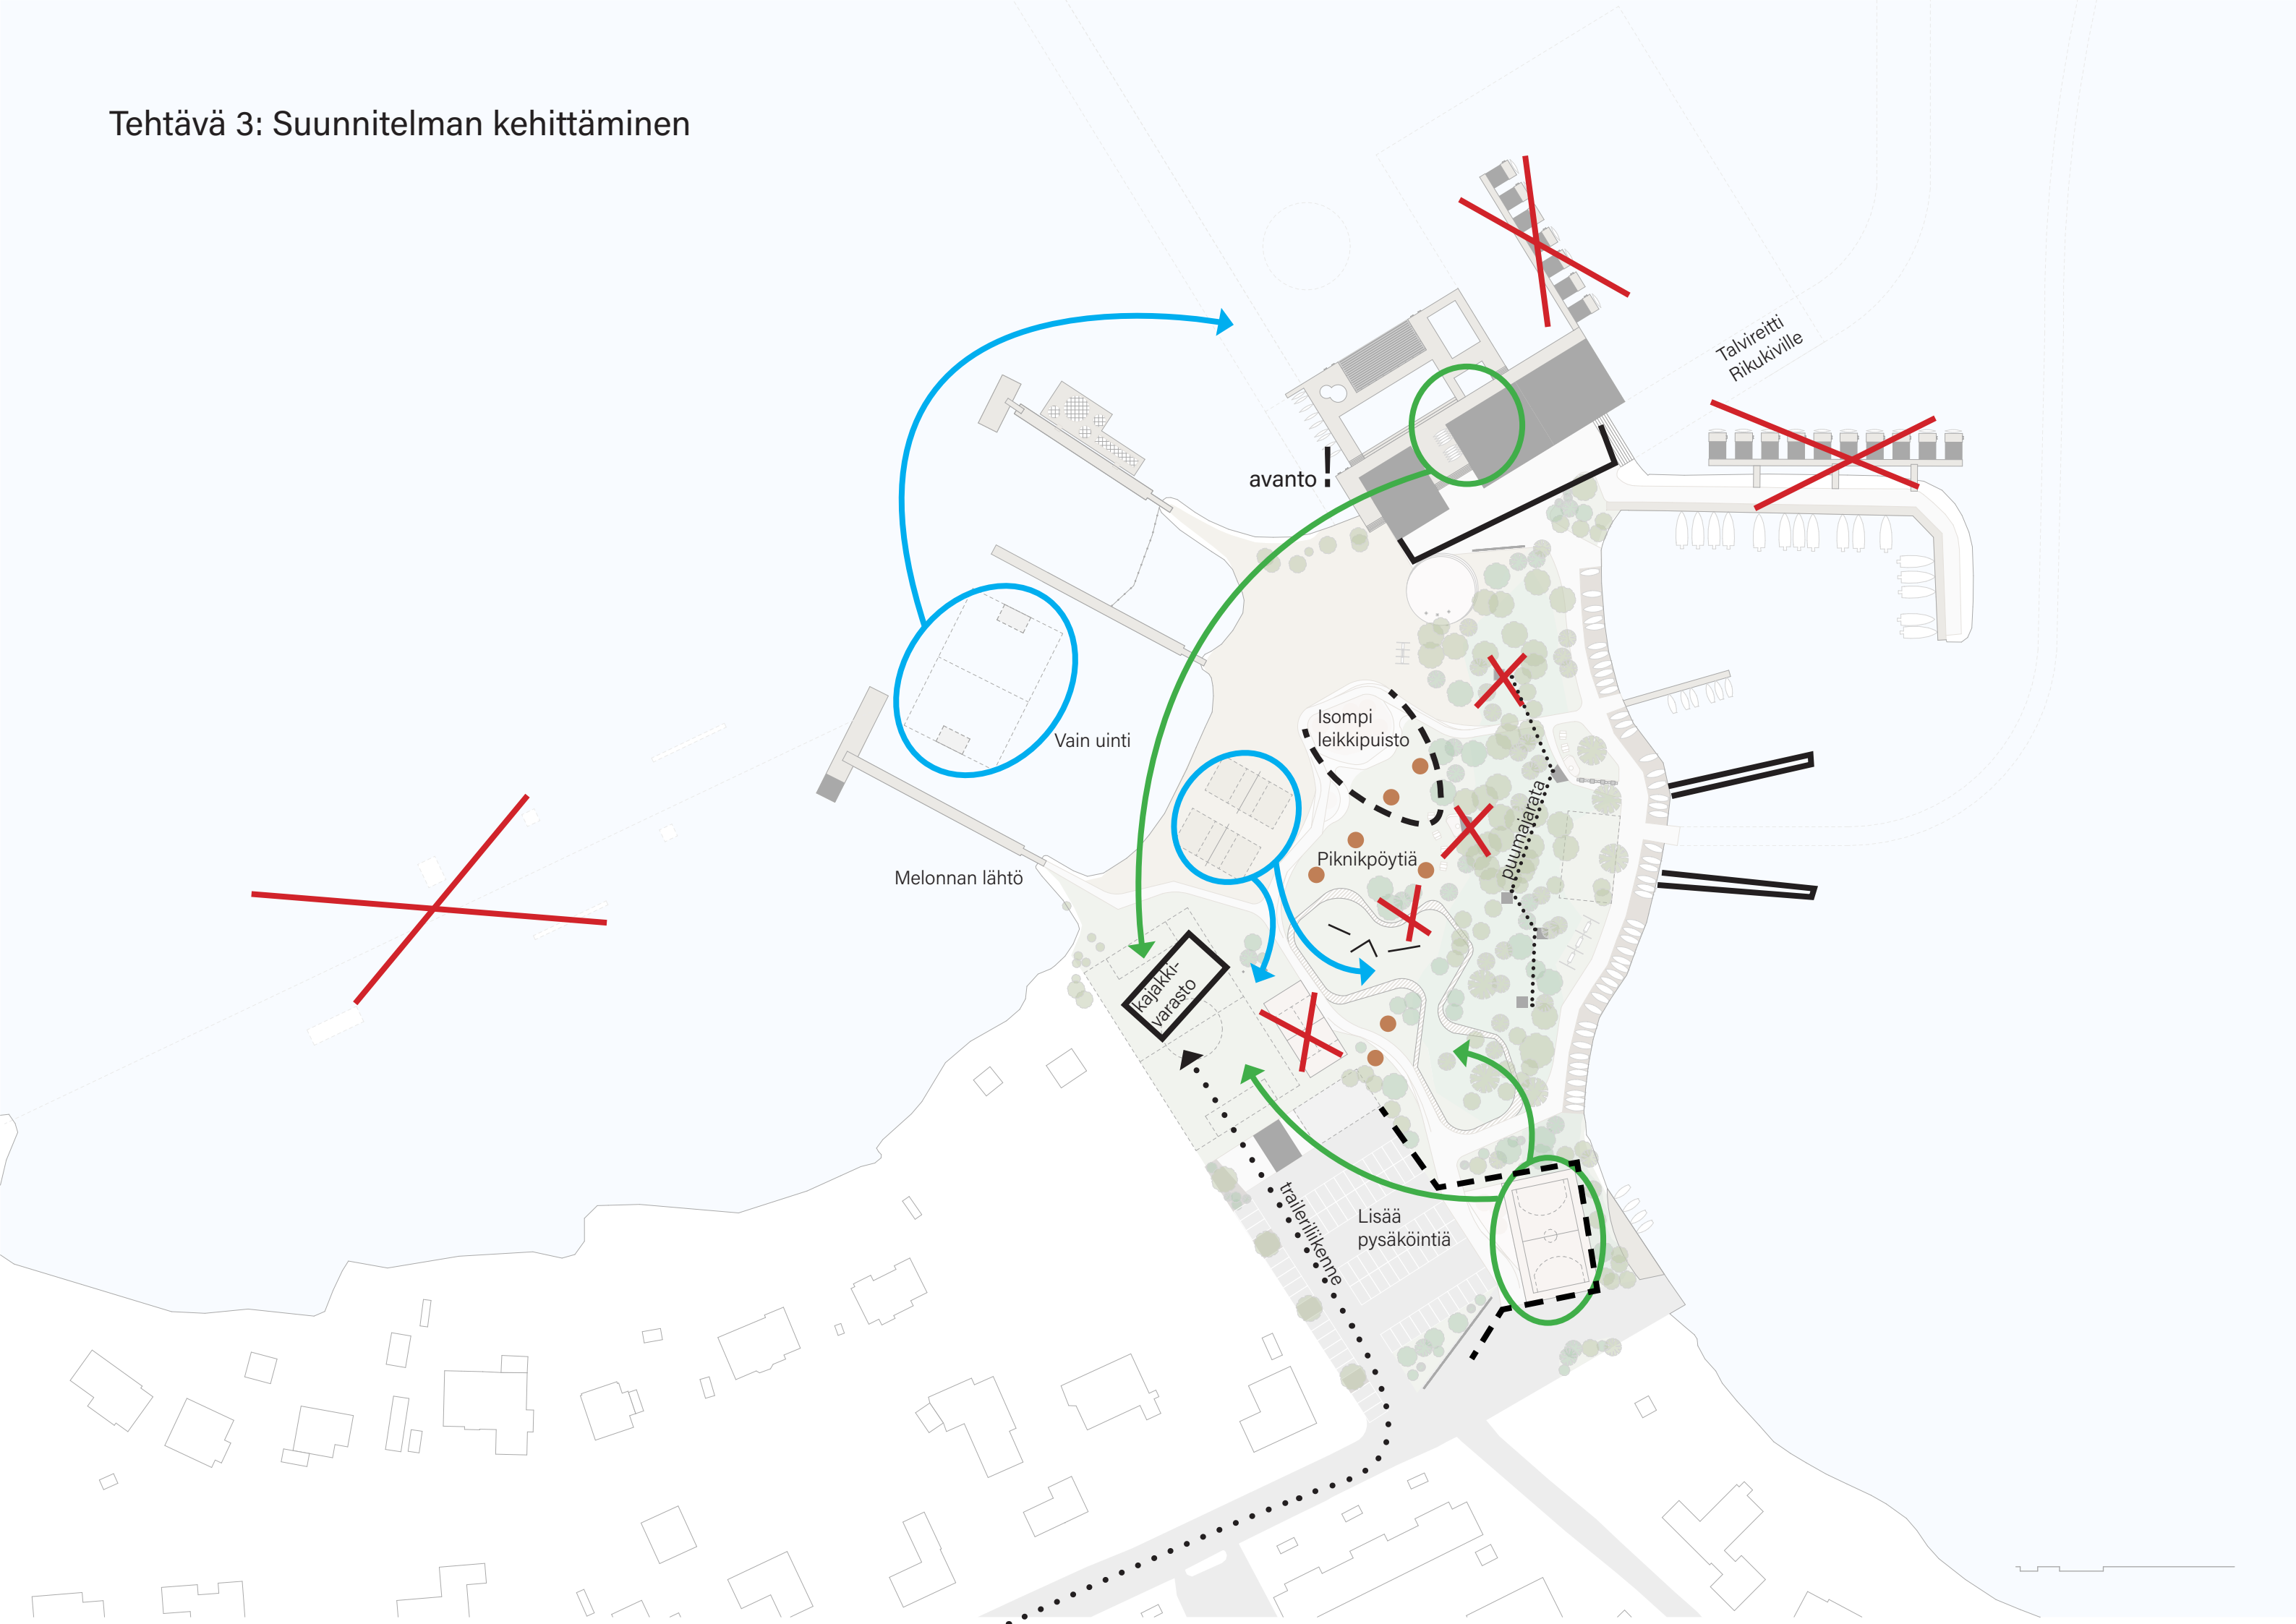 Tehtävä 3: Suunnitelman kehittäminen
Talvireitti
Rikukiville
avanto !
Isompi
leikkipuisto
Vain uinti
puumajarata
Piknikpöytiä
Melonnan lähtö
kajakki-
varasto
traileriliikenne
Lisää
pysäköintiä